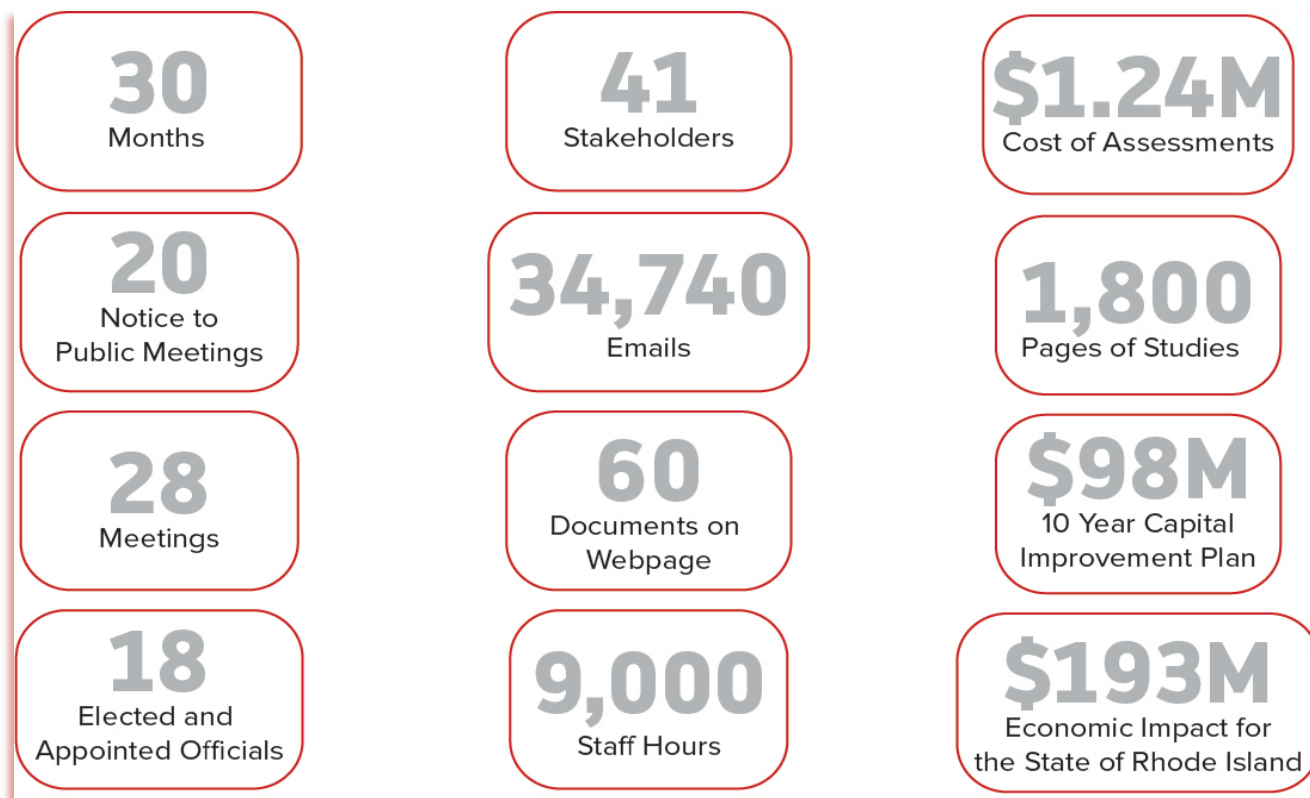 30
Months
41
Stakeholders
$1.24M
Cost of Assessments
20
Notice to
Public Meetings
34,740
Emails
1,800
Pages of Studies
28
Meetings
60
Documents on
Webpage
$98M
10 Year Capital
Improvement Plan
18
Elected and
Appointed Officials
9,000
Staff Hours
$193M
Economic Impact for
the State of Rhode Island